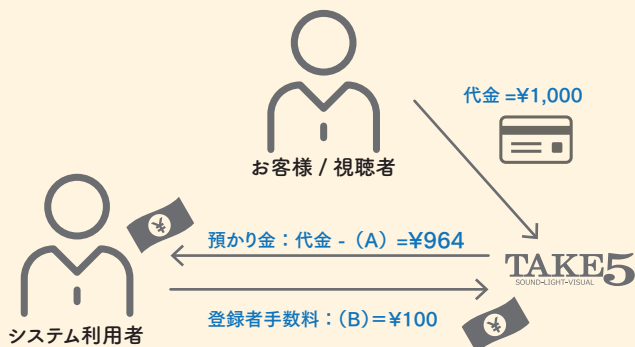 代金 =¥1,000
お客様 / 視聴者
¥
預かり金：代金 - （A） =¥964
TAKE5
SOUND-LIGHT-VISUAL
登録者手数料：（B）＝¥100
¥
システム利用者